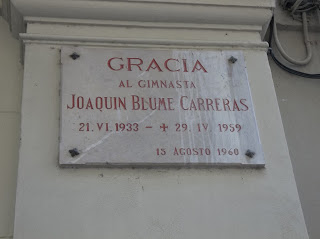 GRACIA
AL GIMNASTA
JOAQUIN BLUME CARRERAS
21. VI. 1933 — ✝ 29. IV. 1959
15 AGOSTO 1960